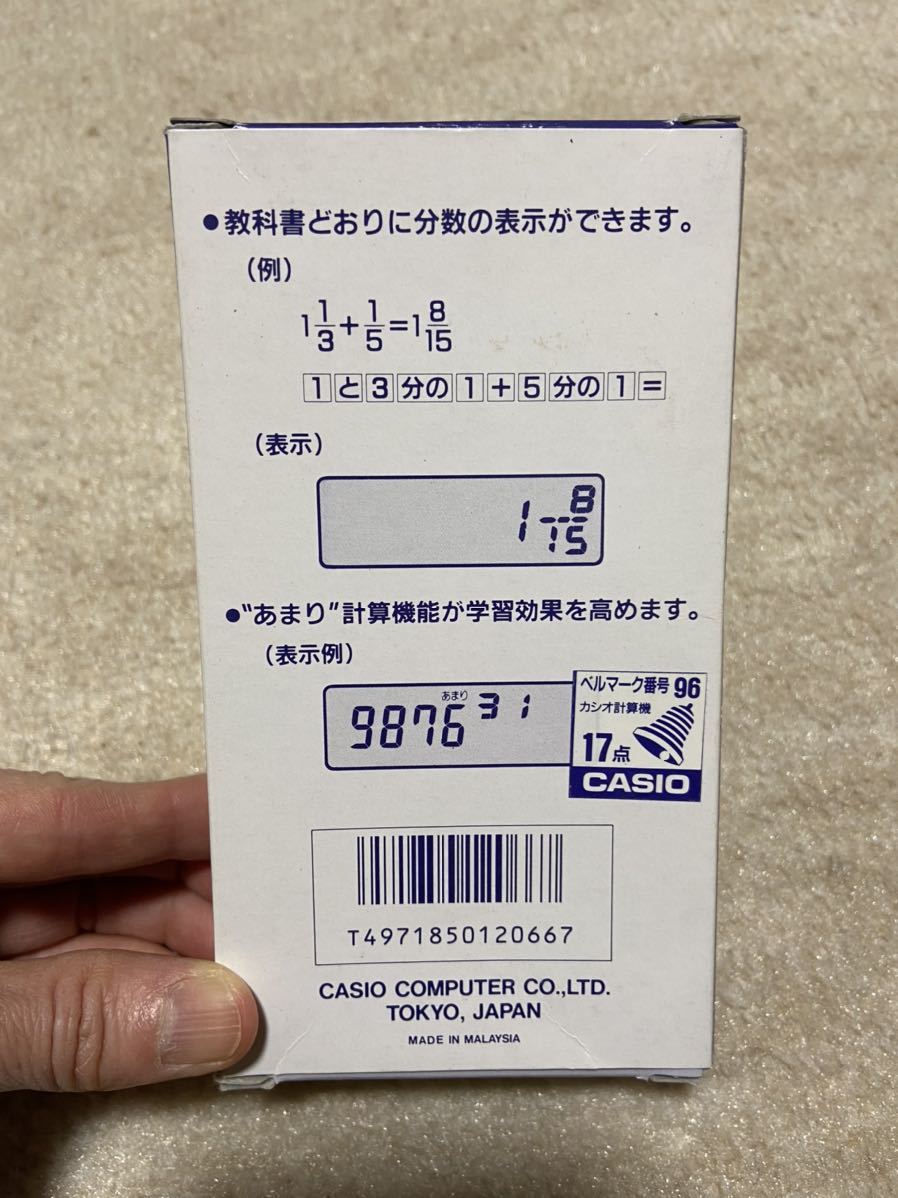 ●教科書どおりに分数の表示ができます。
(例)
1 1/3 + 1/5 = 1 8/15
1 と 3 分の 1 + 5 分の 1 =
(表示)
1 8/15
●“あまり”計算機能が学習効果を高めます。
(表示例)
あまり
9876 31
ベルマーク番号 96
カシオ計算機
17点
CASIO
T4971850120667
CASIO COMPUTER CO.,LTD.
TOKYO, JAPAN
MADE IN MALAYSIA